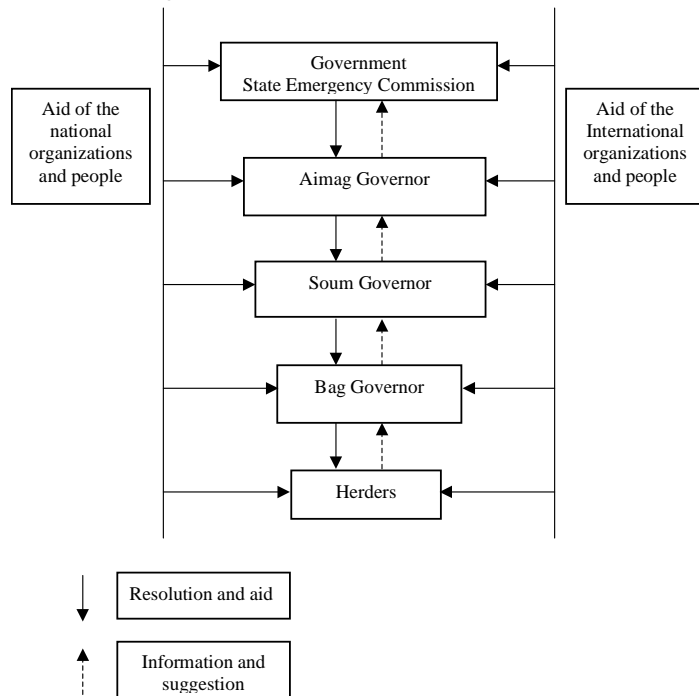 Government
State Emergency Commission
Aid of the
national
organizations
and people
Aid of the
International
organizations
and people
Aimag Governor
Soum Governor
Bag Governor
Herders
Resolution and aid
Information and
suggestion